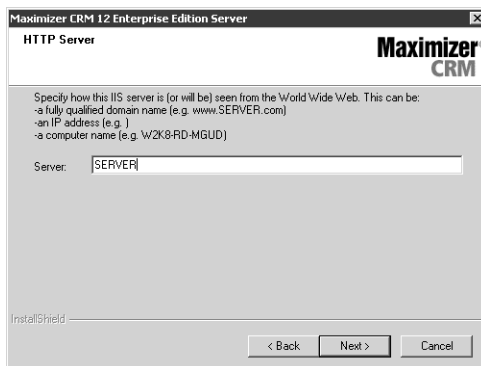 Maximizer CRM 12 Enterprise Edition Server
HTTP Server
Maximizer
CRM
Specify how this IIS server is (or will be) seen from the World Wide Web. This can be:
-a fully qualified domain name (e.g. www.SERVER.com)
-an IP address (e.g. )
-a computer name (e.g. W2K8-RD-MGUD)
Server: SERVER
InstallShield
< Back Next > Cancel